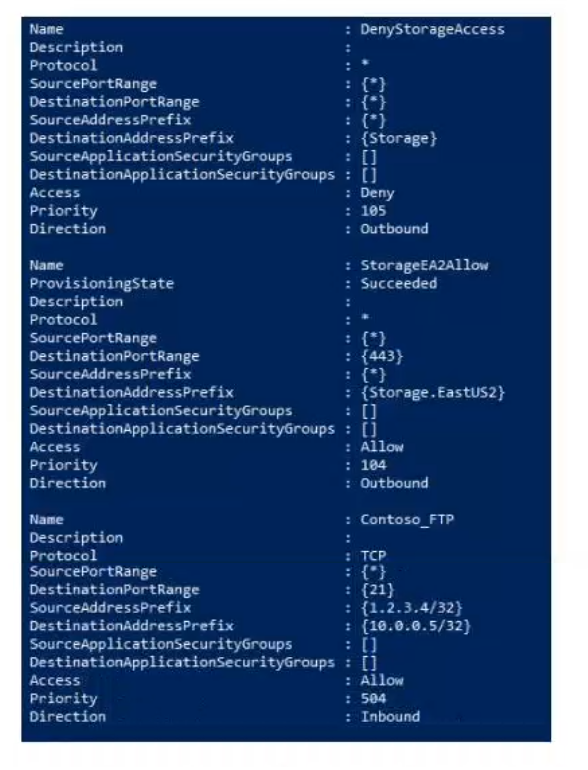 Name : DenyStorageAccess
Description :
Protocol : *
SourcePortRange : {*}
DestinationPortRange : {*}
SourceAddressPrefix : {*}
DestinationAddressPrefix : {Storage}
SourceApplicationSecurityGroups : []
DestinationApplicationSecurityGroups : []
Access : Deny
Priority : 105
Direction : Outbound
Name : StorageEA2Allow
ProvisioningState : Succeeded
Description :
Protocol : *
SourcePortRange : {*}
DestinationPortRange : {443}
SourceAddressPrefix : {*}
DestinationAddressPrefix : {Storage.EastUS2}
SourceApplicationSecurityGroups : []
DestinationApplicationSecurityGroups : []
Access : Allow
Priority : 104
Direction : Outbound
Name : Contoso_FTP
Description :
Protocol : TCP
SourcePortRange : {*}
DestinationPortRange : {21}
SourceAddressPrefix : {1.2.3.4/32}
DestinationAddressPrefix : {10.0.0.5/32}
SourceApplicationSecurityGroups : []
DestinationApplicationSecurityGroups : []
Access : Allow
Priority : 504
Direction : Inbound